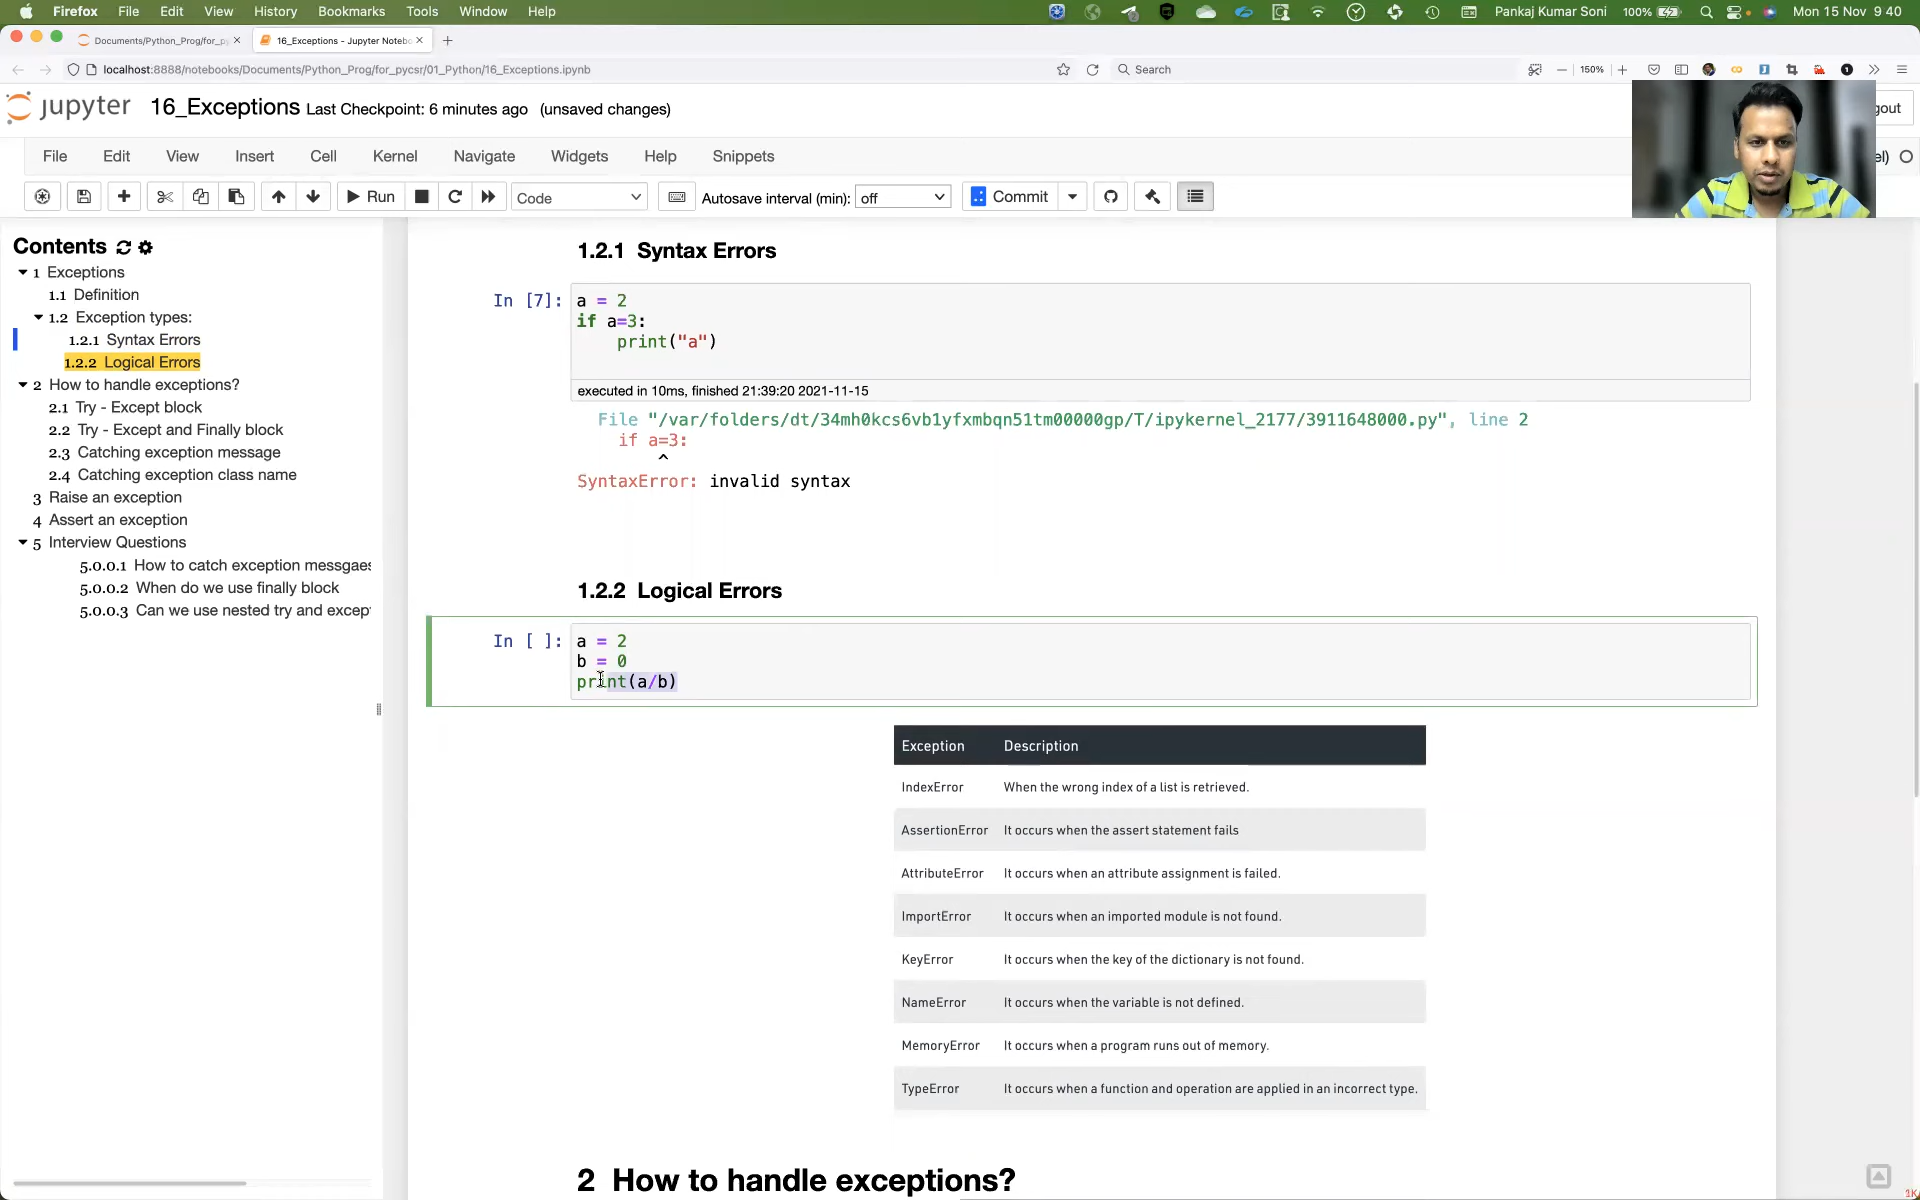 Firefox File Edit View History Bookmarks Tools Window Help Pankaj Kumar Soni 100% Mon 15 Nov 9 40
Documents/Python_Prog/for_py 16_Exceptions - Jupyter Notebo
localhost:8888/notebooks/Documents/Python_Prog/for_pycsr/01_Python/16_Exceptions.ipynb Search 150%
jupyter 16_Exceptions Last Checkpoint: 6 minutes ago (unsaved changes) gout
File Edit View Insert Cell Kernel Navigate Widgets Help Snippets el)
Run Code Autosave interval (min): off Commit
Contents
1 Exceptions
1.1 Definition
1.2 Exception types:
1.2.1 Syntax Errors
1.2.2 Logical Errors
2 How to handle exceptions?
2.1 Try - Except block
2.2 Try - Except and Finally block
2.3 Catching exception message
2.4 Catching exception class name
3 Raise an exception
4 Assert an exception
5 Interview Questions
5.0.0.1 How to catch exception messgaes
5.0.0.2 When do we use finally block
5.0.0.3 Can we use nested try and excep
1.2.1 Syntax Errors
In [7]: a = 2
if a=3:
print("a")
executed in 10ms, finished 21:39:20 2021-11-15
File "/var/folders/dt/34mh0kcs6vb1yfxmbqn51tm00000gp/T/ipykernel_2177/3911648000.py", line 2
if a=3:
^
SyntaxError: invalid syntax
1.2.2 Logical Errors
In [ ]: a = 2
b = 0
print(a/b)
Exception Description
IndexError When the wrong index of a list is retrieved.
AssertionError It occurs when the assert statement fails
AttributeError It occurs when an attribute assignment is failed.
ImportError It occurs when an imported module is not found.
KeyError It occurs when the key of the dictionary is not found.
NameError It occurs when the variable is not defined.
MemoryError It occurs when a program runs out of memory.
TypeError It occurs when a function and operation are applied in an incorrect type.
2 How to handle exceptions?